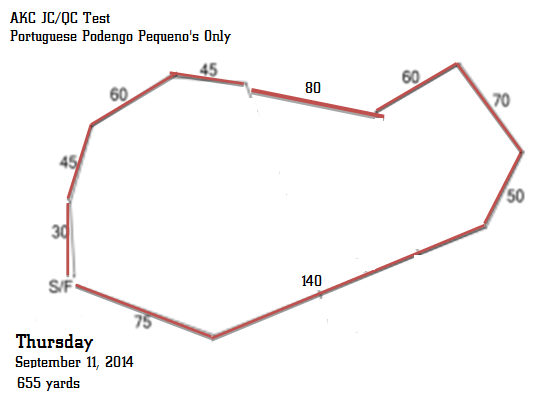 AKC JC/QC Test
Portuguese Podengo Pequeno's Only
45
60
80
60
70
45
50
30
S/F
140
75
Thursday
September 11, 2014
655 yards